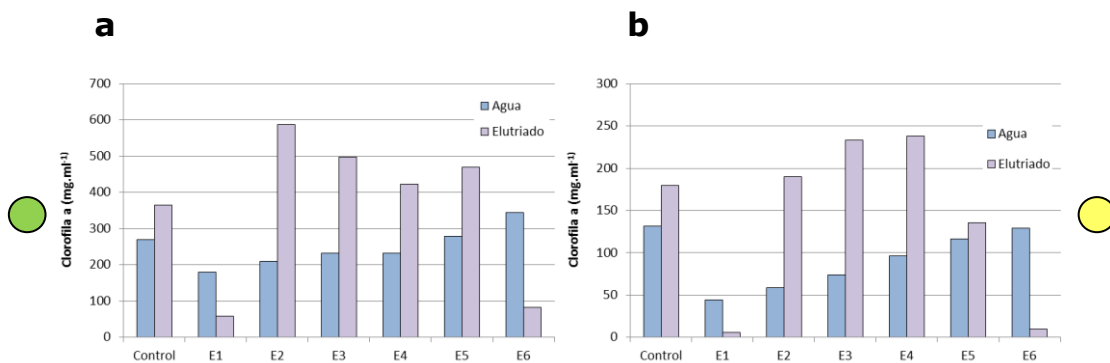 a
700
600
500
400
300
200
100
0
Clorofila a (mg.ml⁻¹)
Agua
Elutriado
Control E1 E2 E3 E4 E5 E6
b
300
250
200
150
100
50
0
Clorofila a (mg.ml⁻¹)
Agua
Elutriado
Control E1 E2 E3 E4 E5 E6